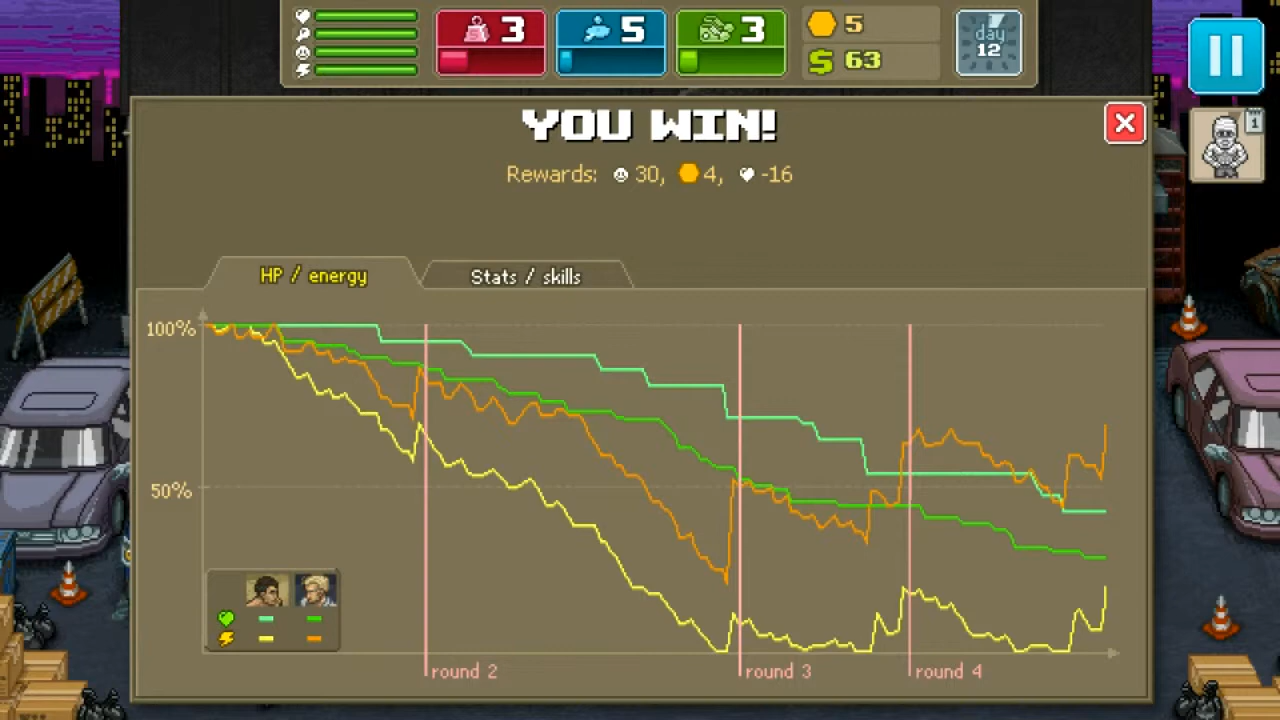 3 5 3 5
63
day
12
1
YOU WIN!
Rewards: 30, 4, -16
HP / energy Stats / skills
100%
50%
round 2 round 3 round 4